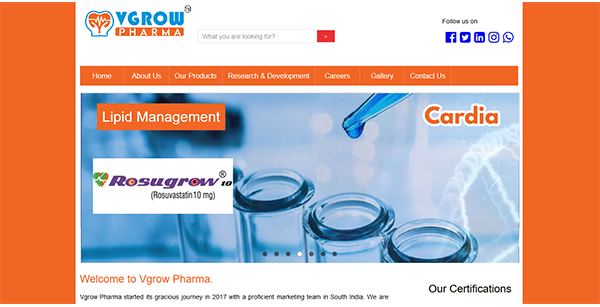 VGROW
PHARMA
TM
Follow us on
What you are looking for?
>
Home
About Us
Our Products
Research & Development
Careers
Gallery
Contact Us
Lipid Management
Cardia
Rosugrow® 10
(Rosuvastatin10 mg)
Welcome to Vgrow Pharma.
Our Certifications
Vgrow Pharma started its gracious journey in 2017 with a proficient marketing team in South India. We are